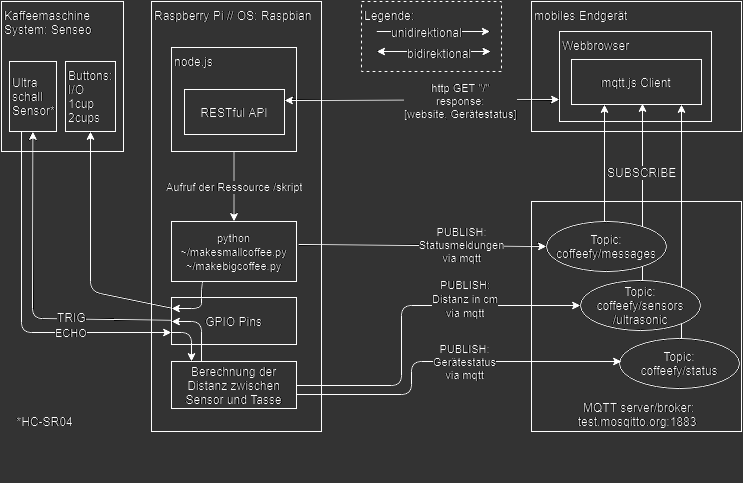 Kaffeemaschine
System: Senseo
Ultra
schall
Sensor*
Buttons:
I/O
1cup
2cups
Raspberry Pi // OS: Raspbian
node.js
RESTful API
Aufruf der Ressource /skript
python
~/makesmallcoffee.py
~/makebigcoffee.py
GPIO Pins
TRIG
ECHO
Berechnung der
Distanz zwischen
Sensor und Tasse
*HC-SR04
Legende:
unidirektional
bidirektional
http GET "/"
response:
[website: Gerätestatus]
PUBLISH:
Statusmeldungen
via mqtt
PUBLISH:
Distanz in cm
via mqtt
PUBLISH:
Gerätestatus
via mqtt
mobiles Endgerät
Webbrowser
mqtt.js Client
SUBSCRIBE
Topic:
coffeefy/messages
Topic:
coffeefy/sensors
/ultrasonic
Topic:
coffeefy/status
MQTT server/broker:
test.mosqitto.org:1883